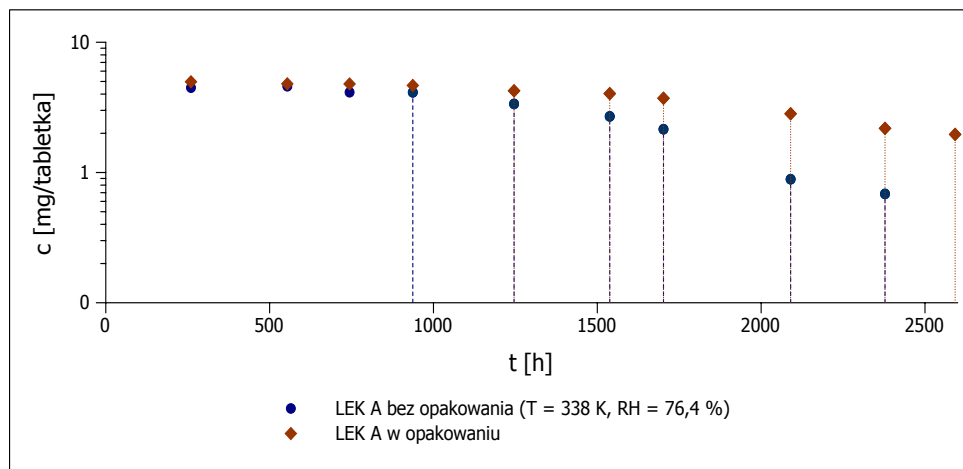 10
1
0
c [mg/tabletka]
0 500 1000 1500 2000 2500
t [h]
LEK A bez opakowania (T = 338 K, RH = 76,4 %)
LEK A w opakowaniu